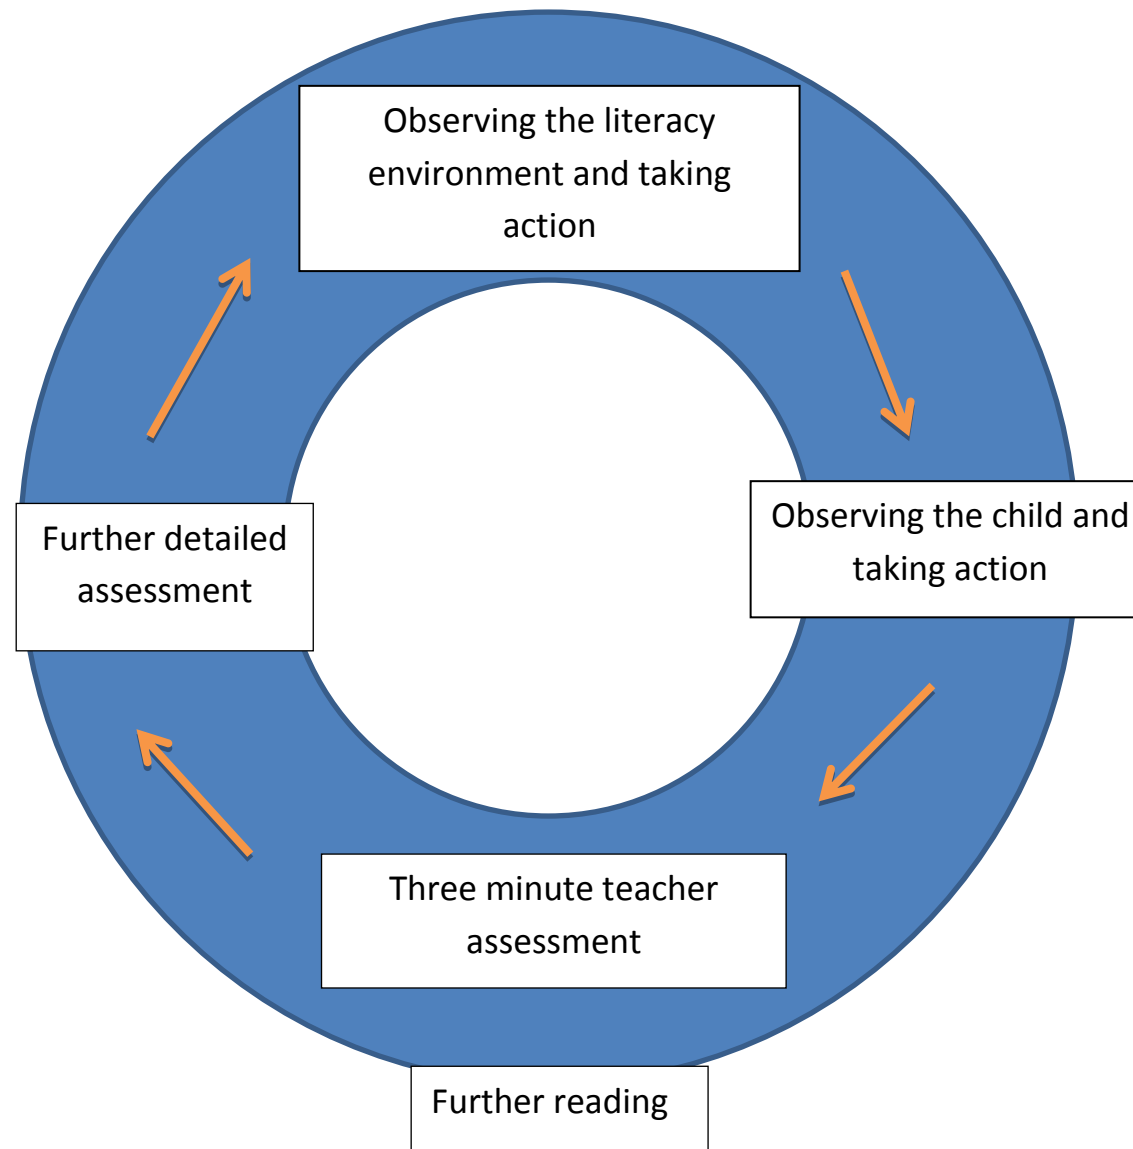 Observing the literacy
environment and taking
action
Observing the child and
taking action
Further detailed
assessment
Three minute teacher
assessment
Further reading